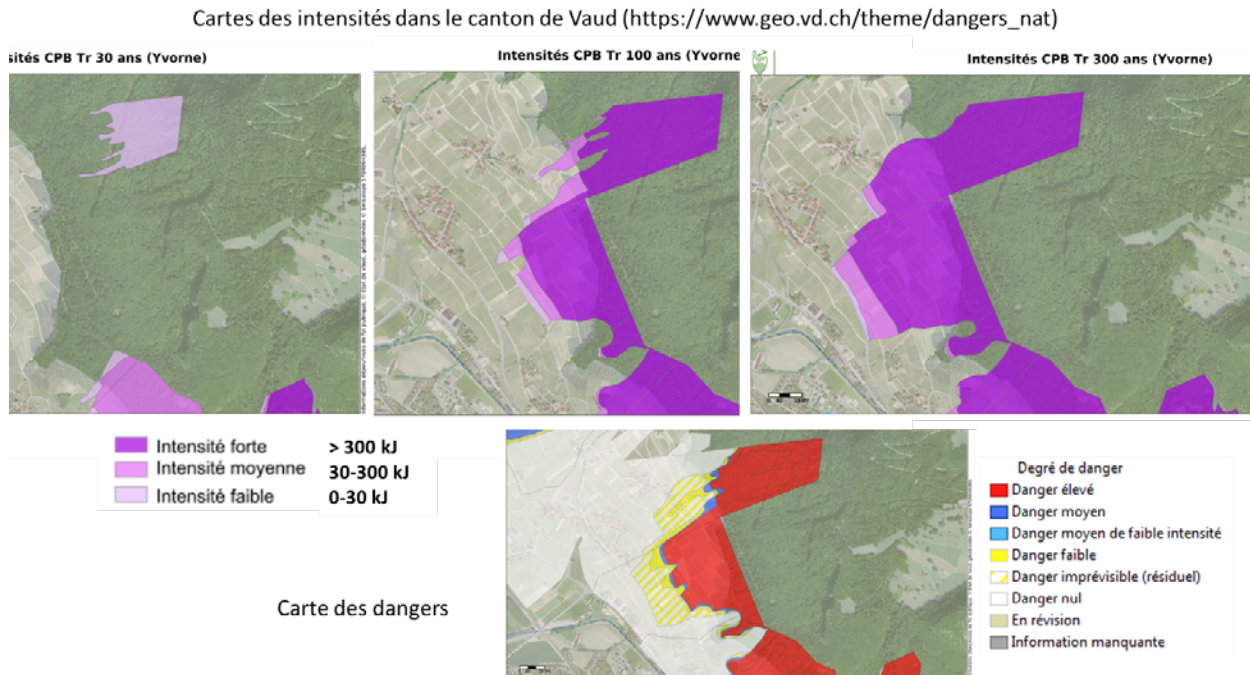 Cartes des intensités dans le canton de Vaud (https://www.geo.vd.ch/theme/dangers_nat)
sités CPB Tr 30 ans (Yvorne)
Intensités CPB Tr 100 ans (Yvorne
Intensités CPB Tr 300 ans (Yvorne)
Intensité forte > 300 kJ
Intensité moyenne 30-300 kJ
Intensité faible 0-30 kJ
Carte des dangers
Degré de danger
Danger élevé
Danger moyen
Danger moyen de faible intensité
Danger faible
Danger imprévisible (résiduel)
Danger nul
En révision
Information manquante